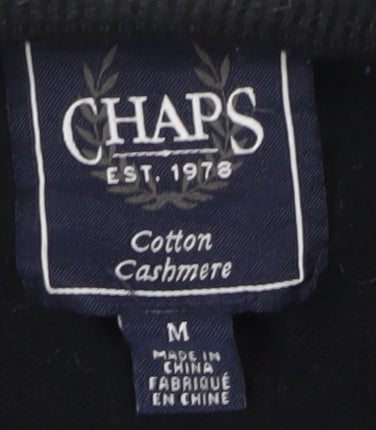 CHAPS
EST. 1978
Cotton
Cashmere
M
MADE IN
CHINA
FABRIQUÉ
EN CHINE